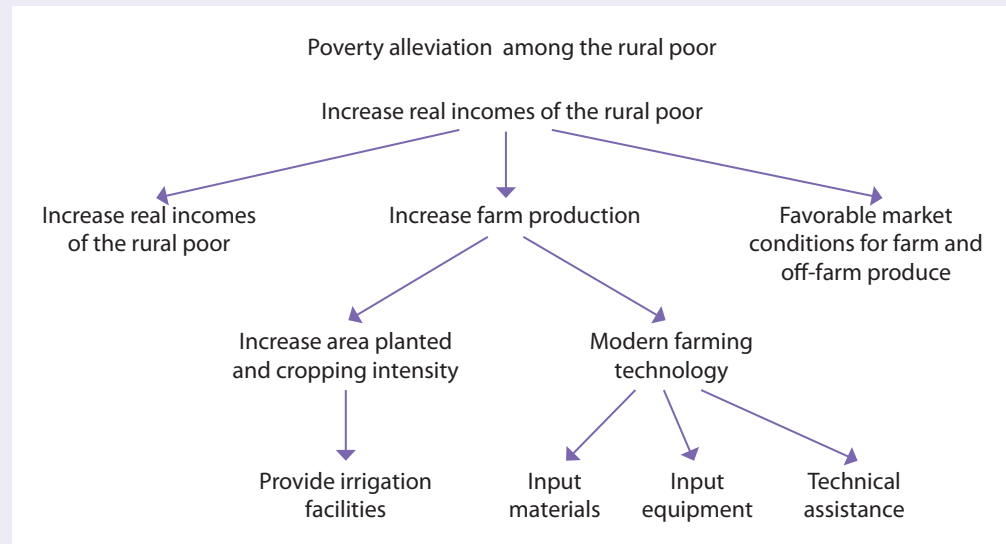 Poverty alleviation among the rural poor
Increase real incomes of the rural poor
Increase real incomes
of the rural poor
Increase farm production
Favorable market
conditions for farm and
off-farm produce
Increase area planted
and cropping intensity
Modern farming
technology
Provide irrigation
facilities
Input
materials
Input
equipment
Technical
assistance